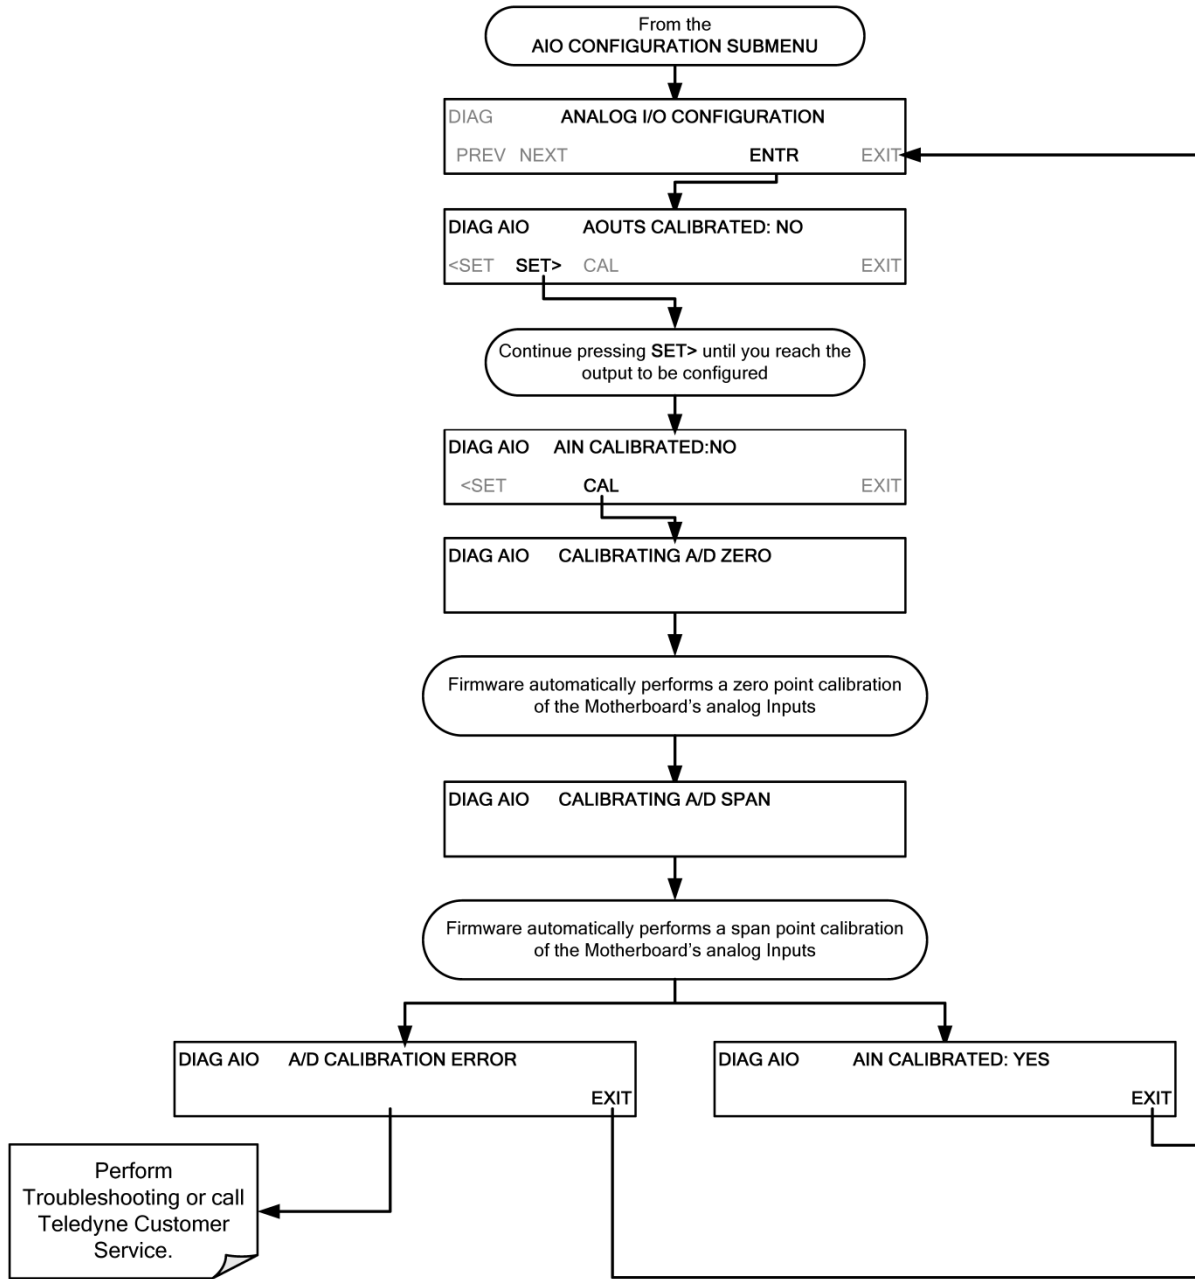 From the
AIO CONFIGURATION SUBMENU
DIAG ANALOG I/O CONFIGURATION
PREV NEXT ENTR EXIT
DIAG AIO AOUTS CALIBRATED: NO
<SET SET> CAL EXIT
Continue pressing SET> until you reach the
output to be configured
DIAG AIO AIN CALIBRATED:NO
<SET CAL EXIT
DIAG AIO CALIBRATING A/D ZERO
Firmware automatically performs a zero point calibration
of the Motherboard’s analog Inputs
DIAG AIO CALIBRATING A/D SPAN
Firmware automatically performs a span point calibration
of the Motherboard’s analog Inputs
DIAG AIO A/D CALIBRATION ERROR
EXIT
DIAG AIO AIN CALIBRATED: YES
EXIT
Perform
Troubleshooting or call
Teledyne Customer
Service.